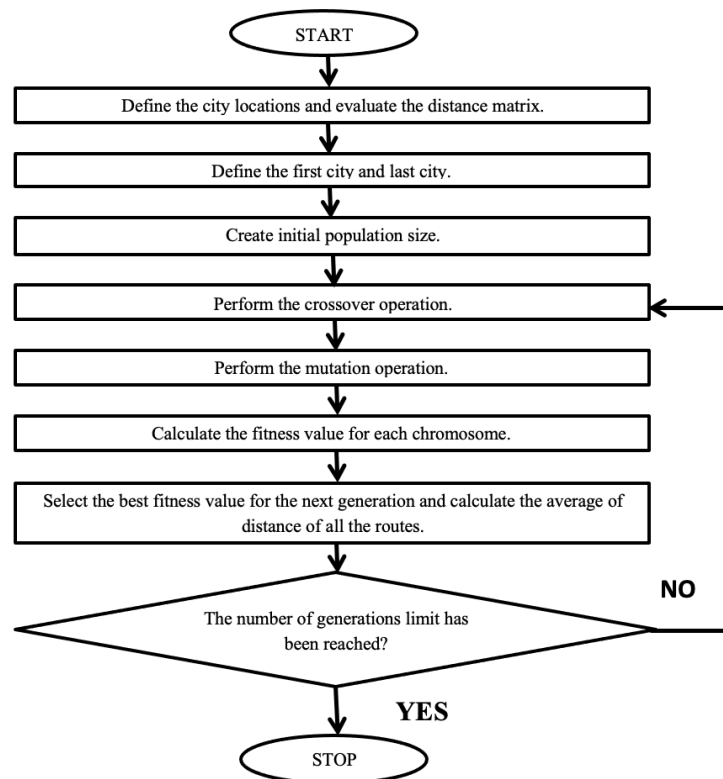 START
Define the city locations and evaluate the distance matrix.
Define the first city and last city.
Create initial population size.
Perform the crossover operation.
Perform the mutation operation.
Calculate the fitness value for each chromosome.
Select the best fitness value for the next generation and calculate the average of
distance of all the routes.
NO
The number of generations limit has
been reached?
YES
STOP